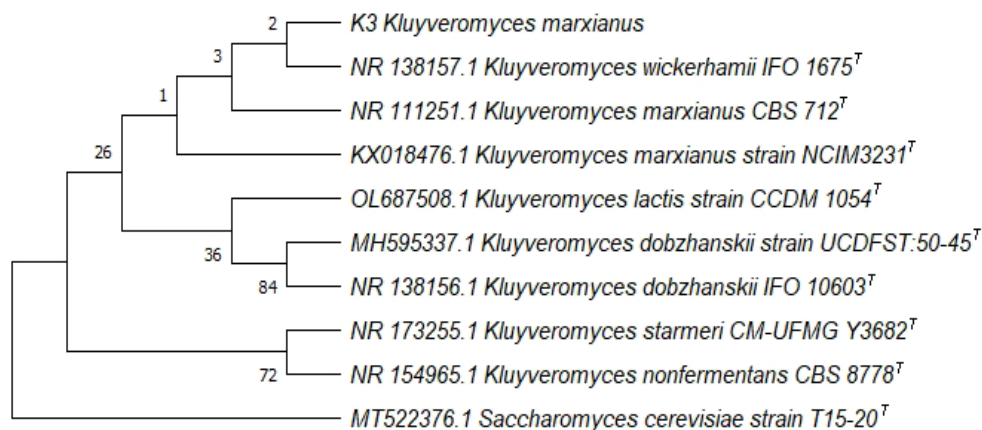 2
K3 Kluyveromyces marxianus
3
NR 138157.1 Kluyveromyces wickerhamii IFO 1675T
1
NR 111251.1 Kluyveromyces marxianus CBS 712T
26
KX018476.1 Kluyveromyces marxianus strain NCIM3231T
OL687508.1 Kluyveromyces lactis strain CCDM 1054T
36
MH595337.1 Kluyveromyces dobzhanskii strain UCDFST:50-45T
84
NR 138156.1 Kluyveromyces dobzhanskii IFO 10603T
NR 173255.1 Kluyveromyces starmeri CM-UFMG Y3682T
72
NR 154965.1 Kluyveromyces nonfermentans CBS 8778T
MT522376.1 Saccharomyces cerevisiae strain T15-20T